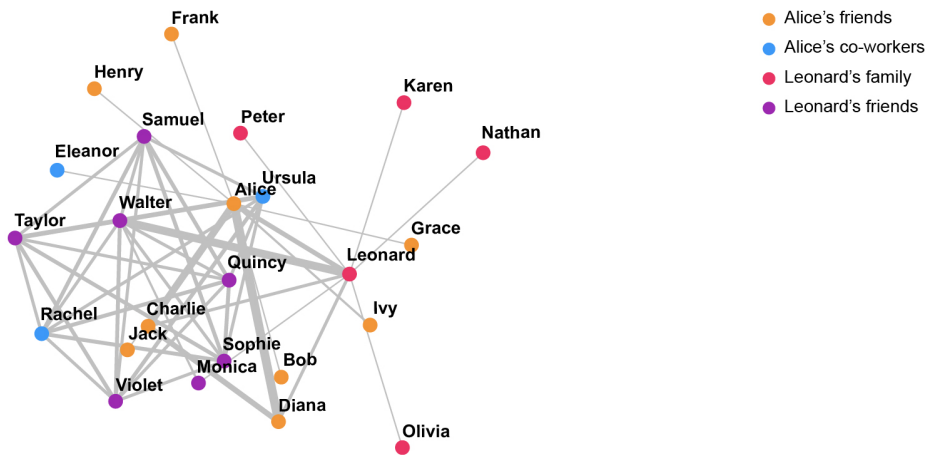 Frank
Alice's friends
Alice's co-workers
Leonard's family
Leonard's friends
Henry
Karen
Samuel
Peter
Nathan
Eleanor
Ursula
Alice
Walter
Taylor
Grace
Leonard
Quincy
Ivy
Charlie
Rachel
Jack
Sophie
Bob
Monica
Violet
Diana
Olivia